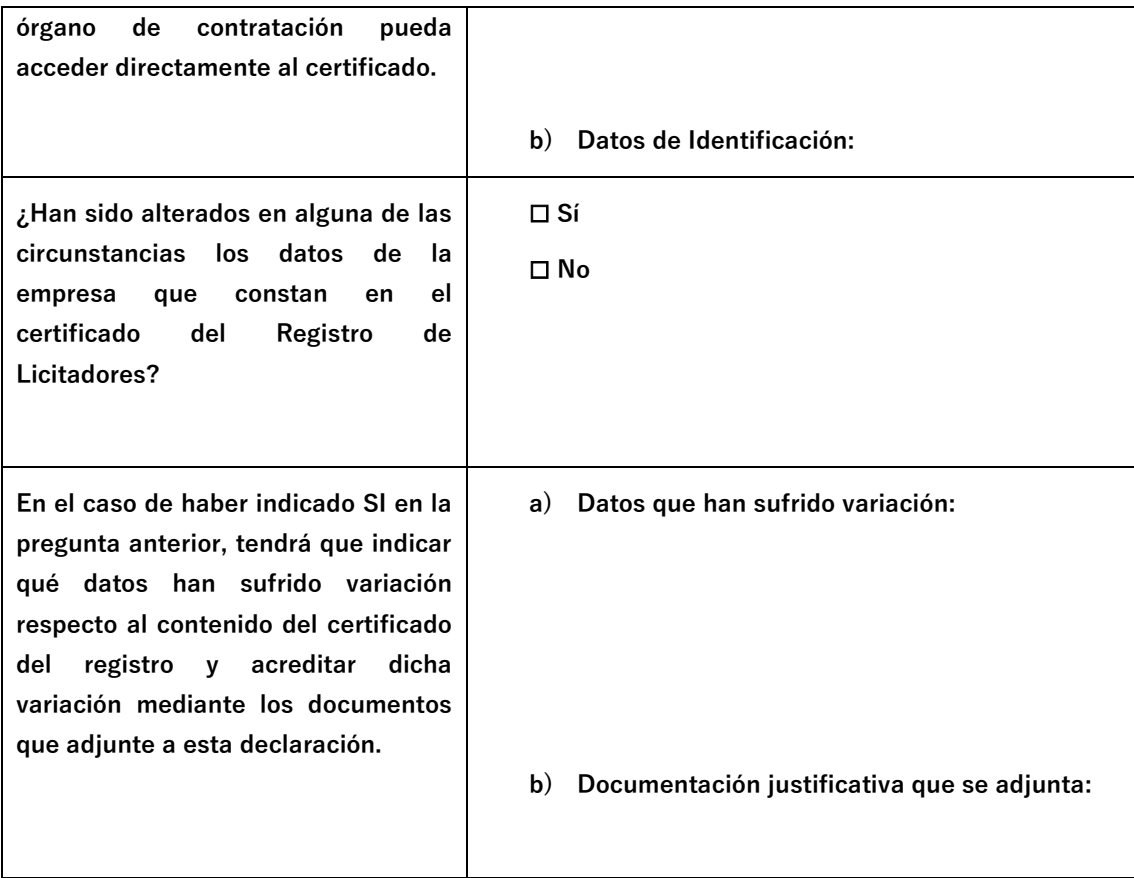 órgano de contratación pueda
acceder directamente al certificado.
b) Datos de Identificación:
¿Han sido alterados en alguna de las
circunstancias los datos de la
empresa que constan en el
certificado del Registro de
Licitadores?
☐ Sí
☐ No
En el caso de haber indicado SI en la
pregunta anterior, tendrá que indicar
qué datos han sufrido variación
respecto al contenido del certificado
del registro y acreditar dicha
variación mediante los documentos
que adjunte a esta declaración.
a) Datos que han sufrido variación:
b) Documentación justificativa que se adjunta: